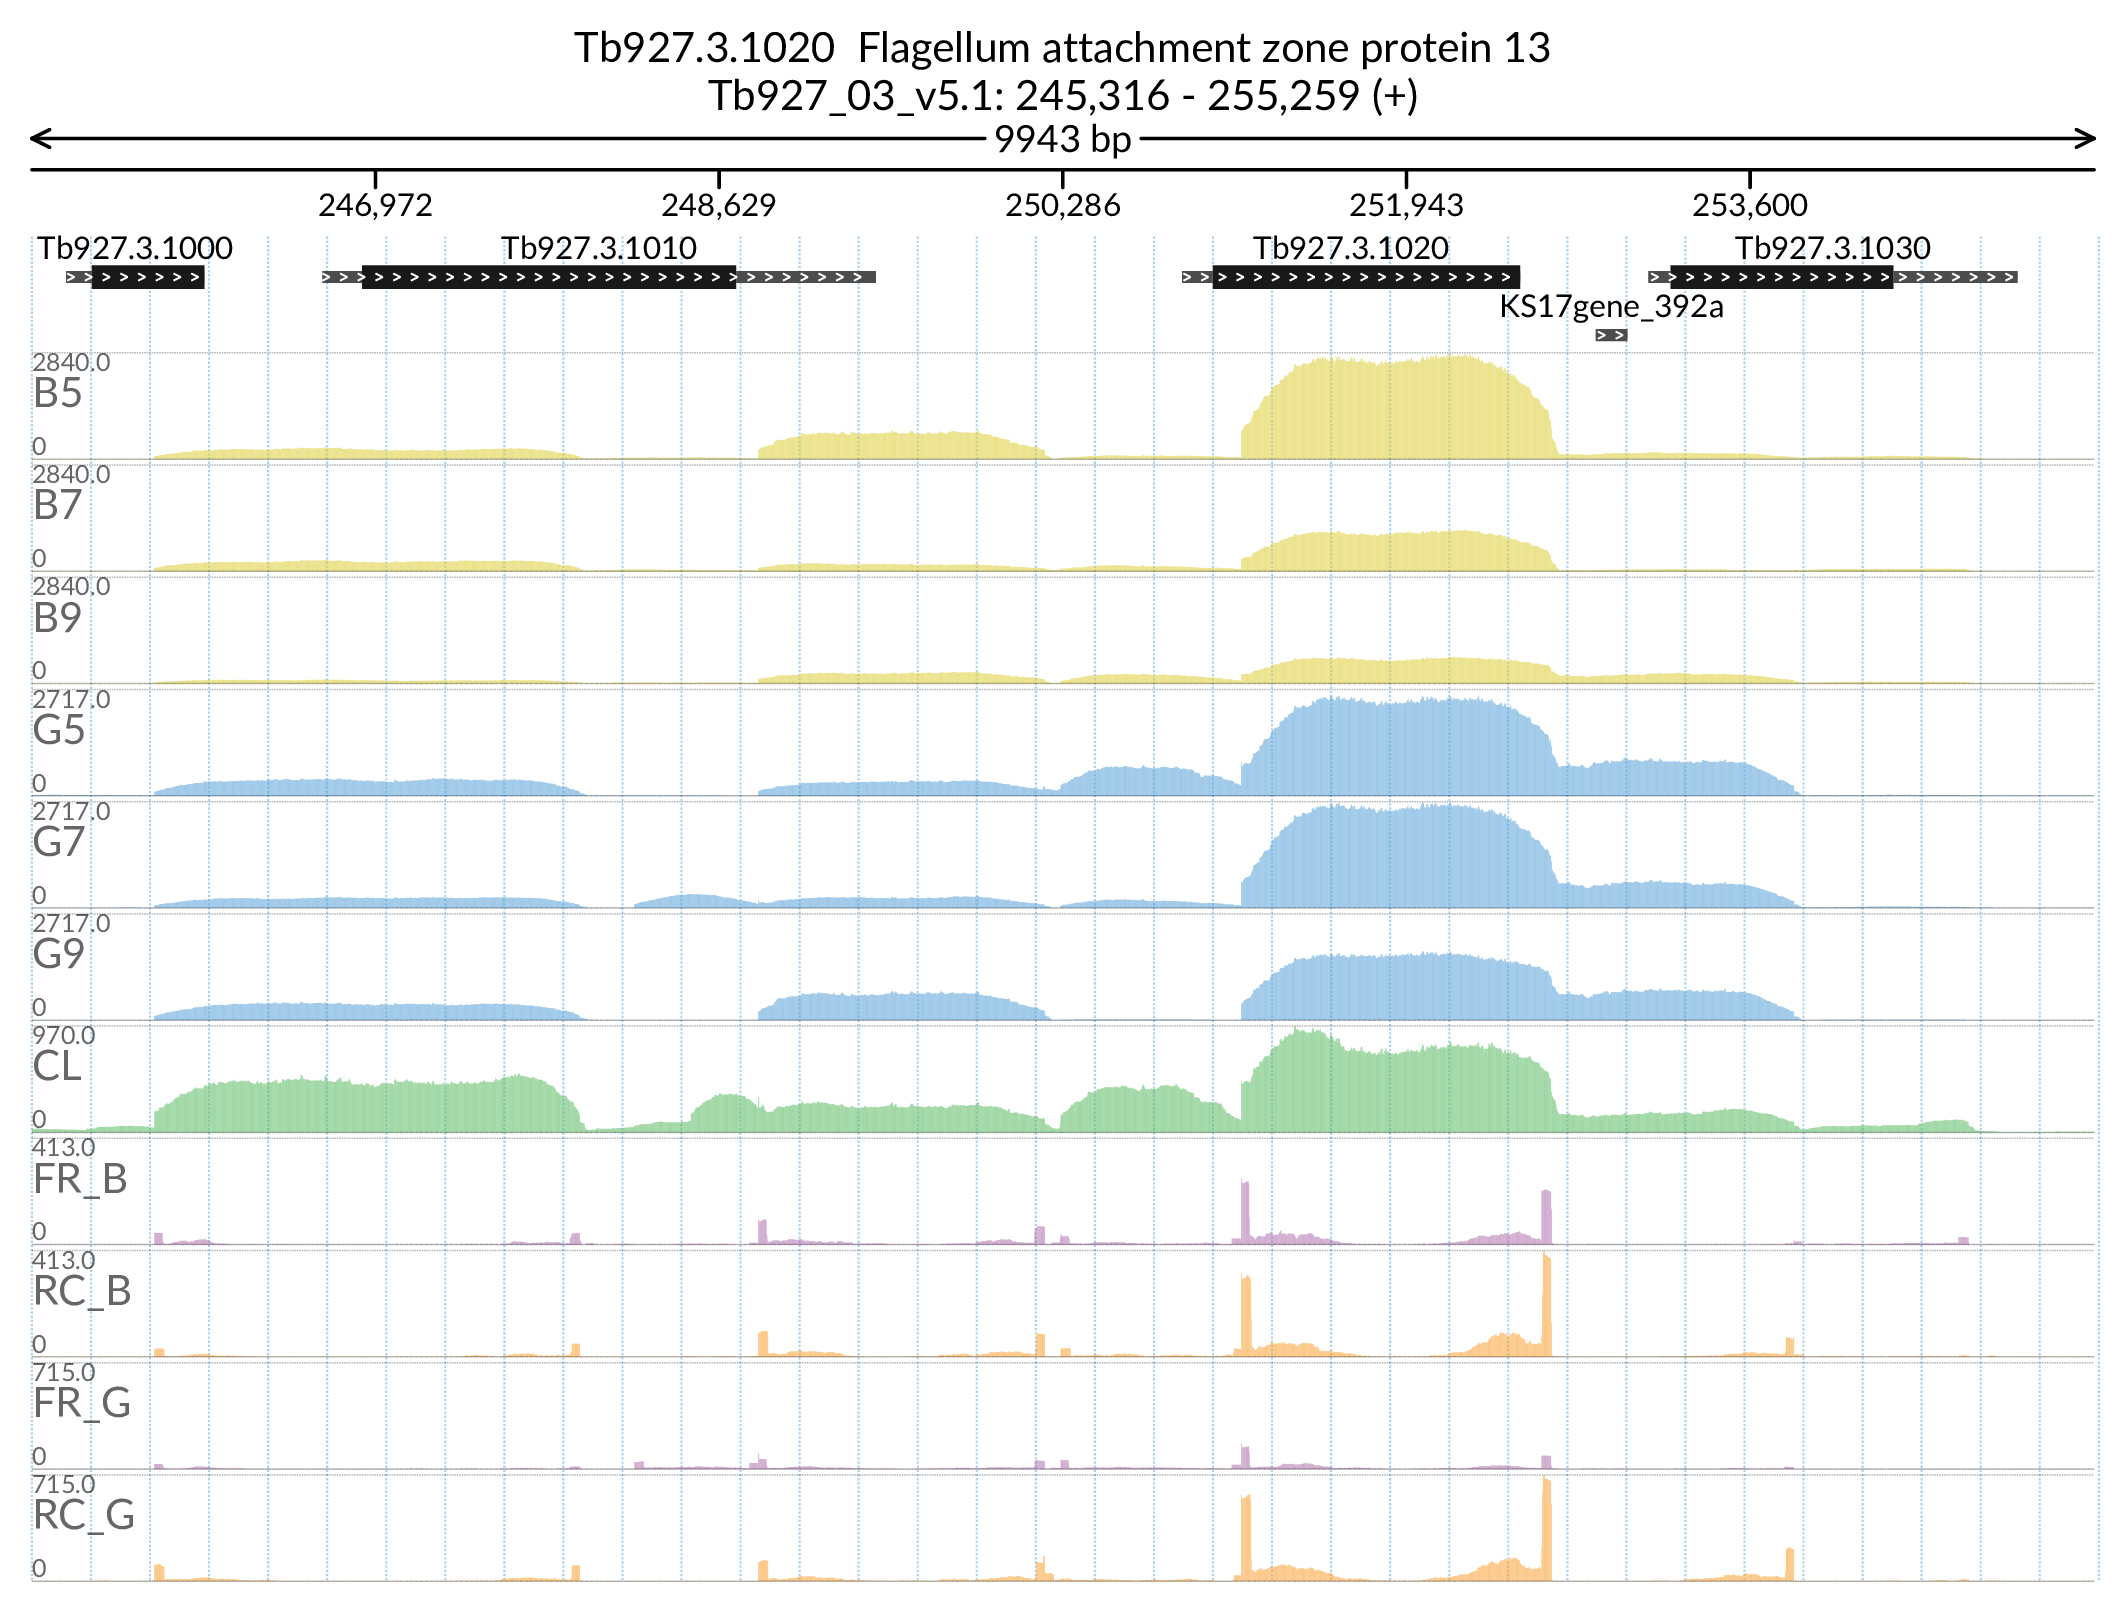 Tb927.3.1020  Flagellum attachment zone protein 13
Tb927_03_v5.1: 245,316 - 255,259 (+)
9943 bp
246,972 248,629 250,286 251,943 253,600
Tb927.3.1000 Tb927.3.1010 Tb927.3.1020 Tb927.3.1030
KS17gene_392a
2840.0
B5
0
2840.0
B7
0
2840.0
B9
0
2717.0
G5
0
2717.0
G7
0
2717.0
G9
0
970.0
CL
0
413.0
FR_B
0
413.0
RC_B
0
715.0
FR_G
0
715.0
RC_G
0